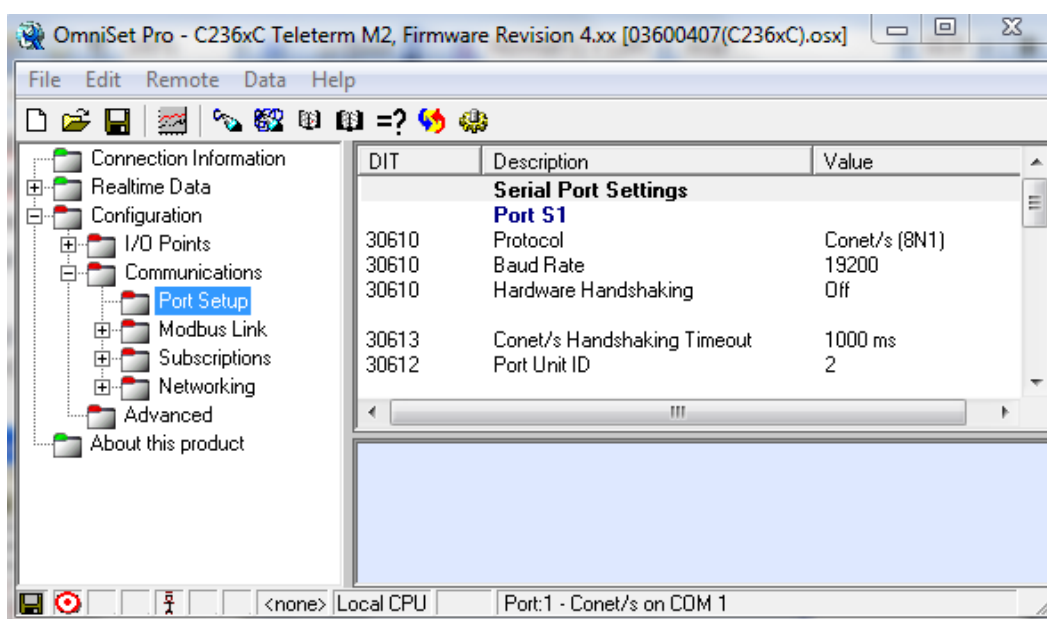 OmniSet Pro - C236xC Teleterm M2, Firmware Revision 4.xx [03600407(C236xC).osx]
File Edit Remote Data Help
=?
Connection Information
Realtime Data
Configuration
I/O Points
Communications
Port Setup
Modbus Link
Subscriptions
Networking
Advanced
About this product
DIT Description Value
Serial Port Settings
Port S1
30610 Protocol Conet/s (8N1)
30610 Baud Rate 19200
30610 Hardware Handshaking Off
30613 Conet/s Handshaking Timeout 1000 ms
30612 Port Unit ID 2
<none> Local CPU Port:1 - Conet/s on COM 1